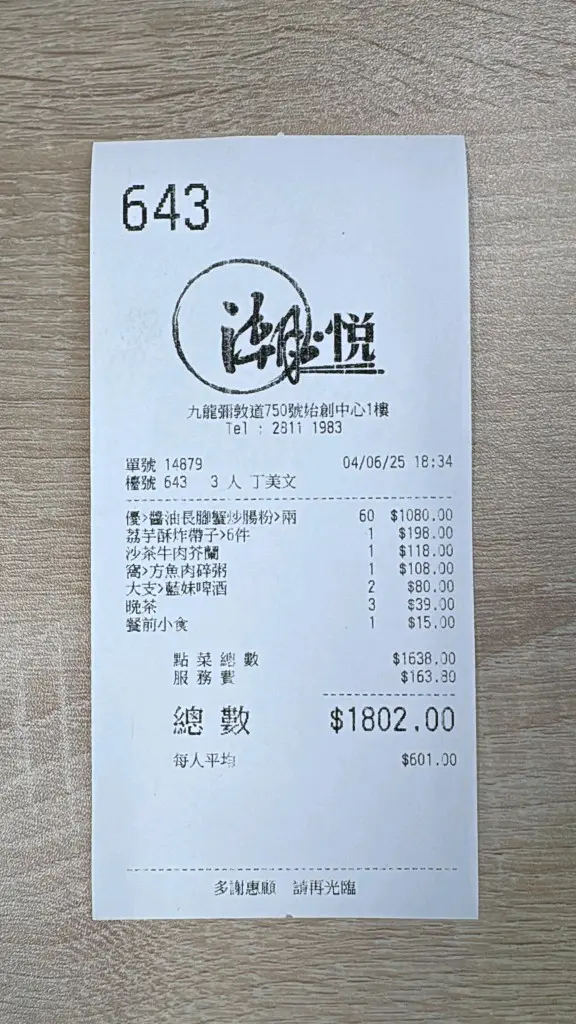 643
潮悦
九龍彌敦道750號始創中心1樓
Tel : 2811 1983
單號 14879 04/06/25 18:34
檯號 643 3 人 丁美文
優>醬油長腳蟹炒腸粉>兩 60 $1080.00
荔芋酥炸帶子>6件 1 $198.00
沙茶牛肉芥蘭 1 $118.00
窩>方魚肉碎粥 1 $108.00
大支>藍妹啤酒 2 $80.00
晚茶 3 $39.00
餐前小食 1 $15.00
點菜總數 $1638.00
服務費 $163.80
總數 $1802.00
每人平均 $601.00
多謝惠顧 請再光臨